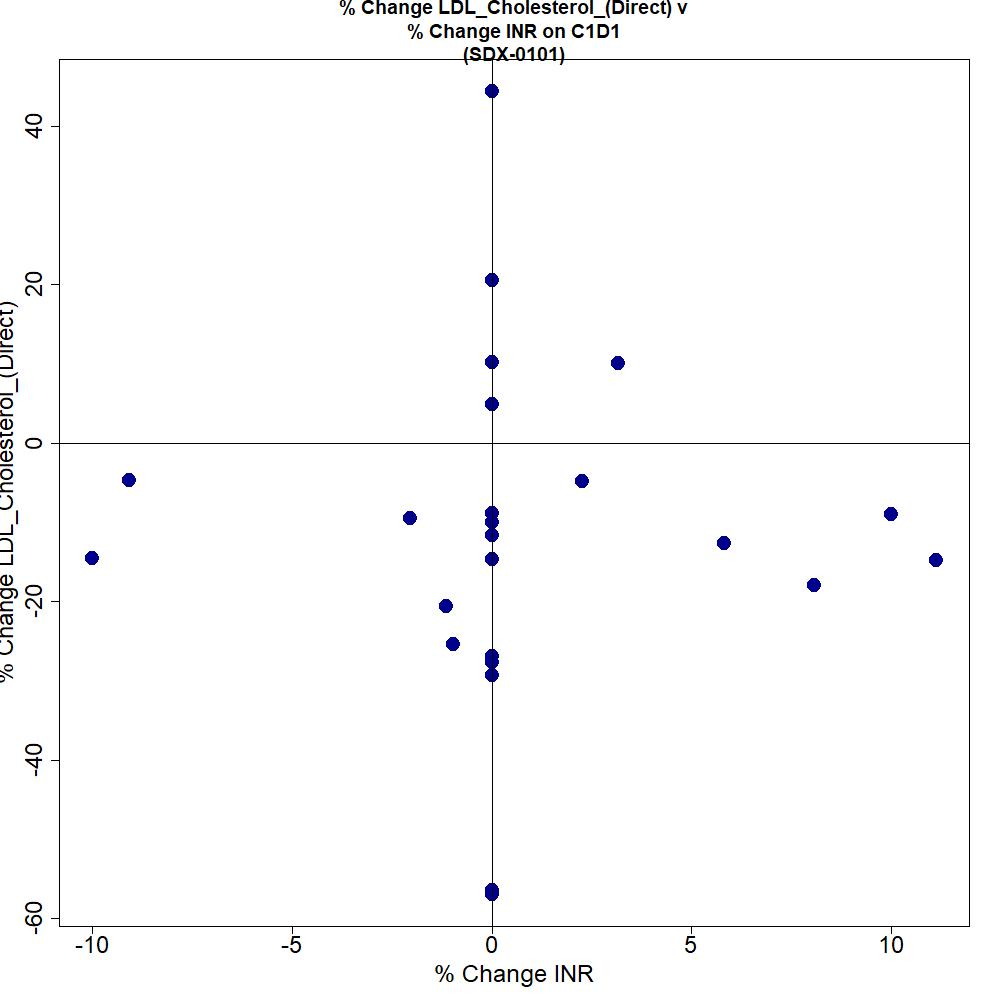 % Change LDL_Cholesterol_(Direct) v
% Change INR on C1D1
(SDX-0101)
% Change LDL_Cholesterol_(Direct)
40
20
0
-20
-40
-60
-10
-5
0
5
10
% Change INR